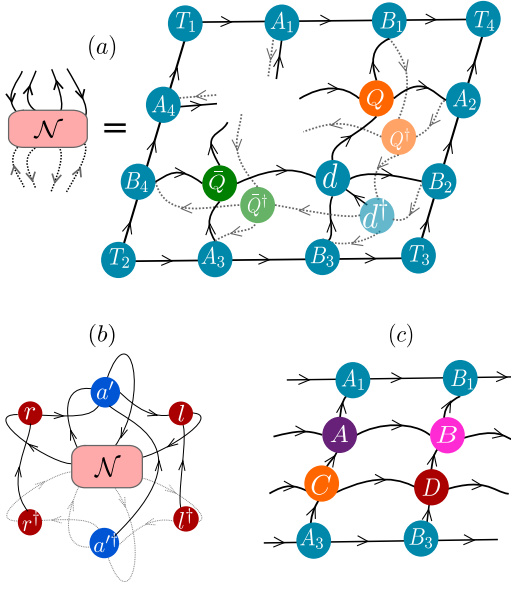 (a)
T₁ A₁ B₁ T₄
𝒩 =
A₄ Q A₂
Q†
B₄ Q̄ d B₂
Q̄† d†
T₂ A₃ B₃ T₃
(b) (c)
a′ A₁ B₁
r l
A B
𝒩
C D
r† l̄†
a′† A₃ B₃